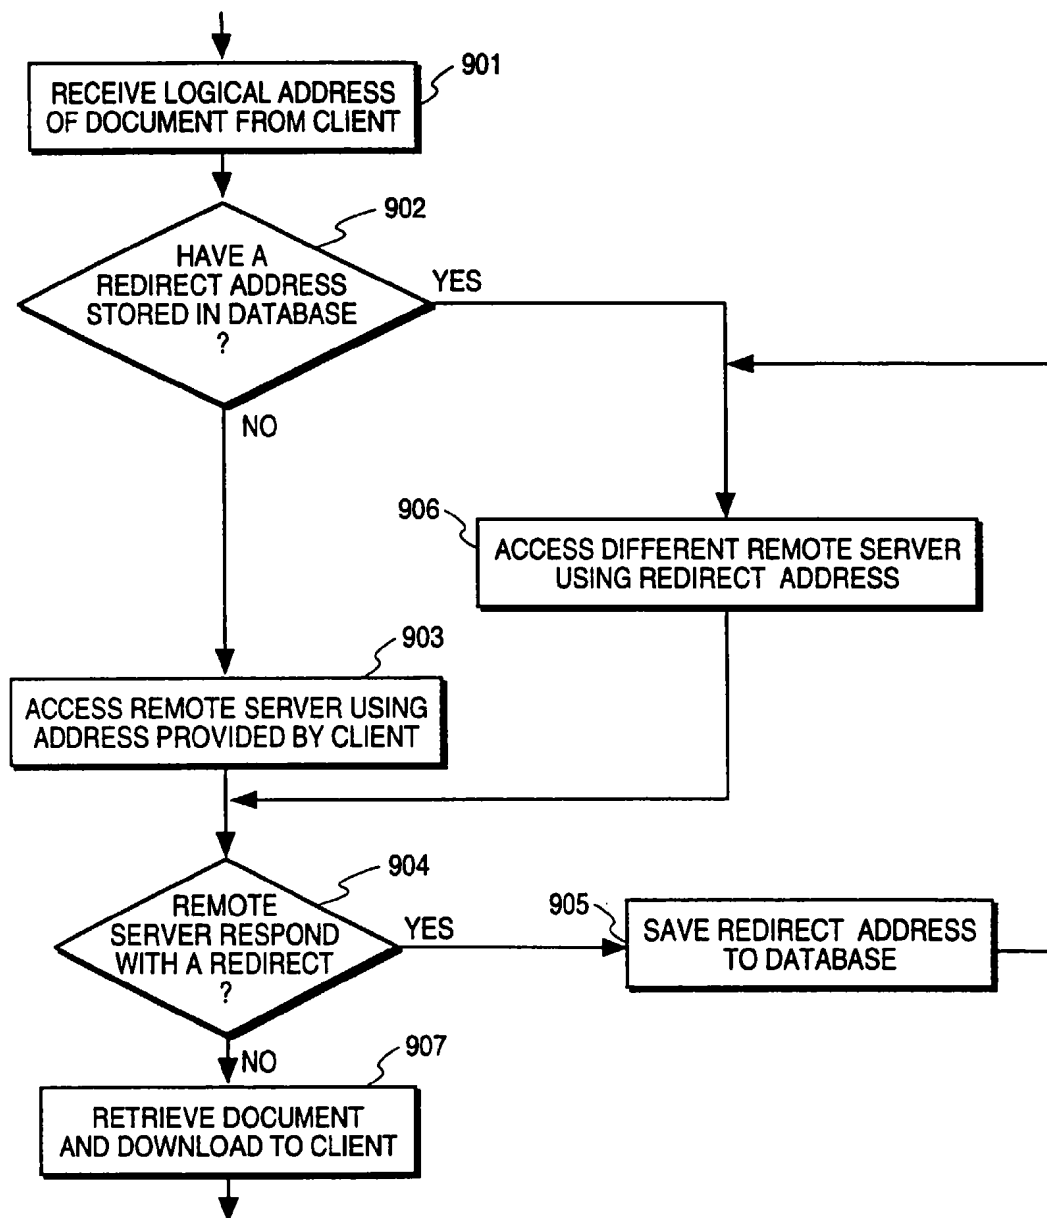 901
RECEIVE LOGICAL ADDRESS
OF DOCUMENT FROM CLIENT
902
HAVE A
REDIRECT ADDRESS
STORED IN DATABASE
?
YES
NO
906
ACCESS DIFFERENT REMOTE SERVER
USING REDIRECT ADDRESS
903
ACCESS REMOTE SERVER USING
ADDRESS PROVIDED BY CLIENT
904
REMOTE
SERVER RESPOND
WITH A REDIRECT
?
YES
905
SAVE REDIRECT ADDRESS
TO DATABASE
NO
907
RETRIEVE DOCUMENT
AND DOWNLOAD TO CLIENT